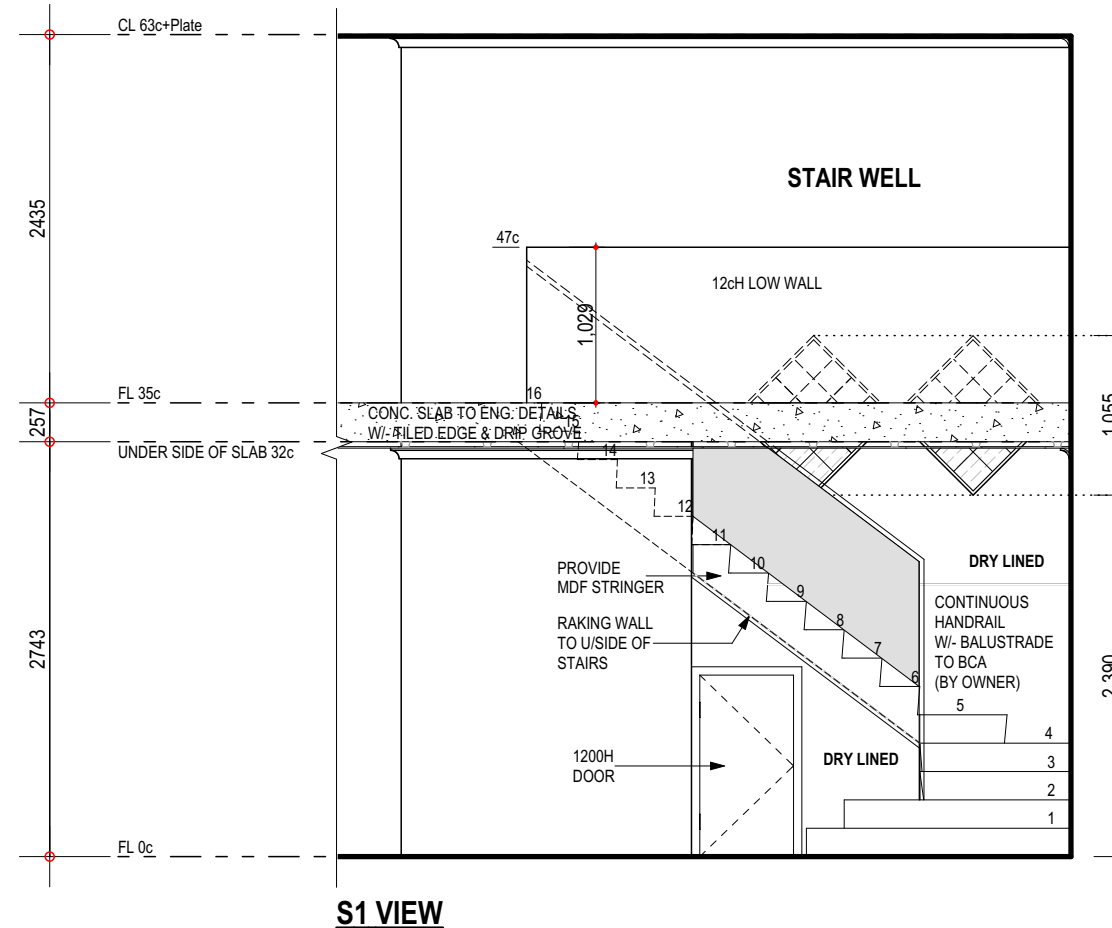 CL 63c+Plate
2435
STAIR WELL
47c
12cH LOW WALL
1,029
1,055
FL 35c
16
257
CONC. SLAB TO ENG. DETAILS
W/- TILED EDGE & DRIP GROVE
15
UNDER SIDE OF SLAB 32c
14
13
12
11
10
9
8
7
6
5
4
3
2
1
PROVIDE
MDF STRINGER
RAKING WALL
TO U/SIDE OF
STAIRS
DRY LINED
CONTINUOUS
HANDRAIL
W/- BALUSTRADE
TO BCA
(BY OWNER)
2743
2,390
1200H
DOOR
DRY LINED
FL 0c
S1 VIEW